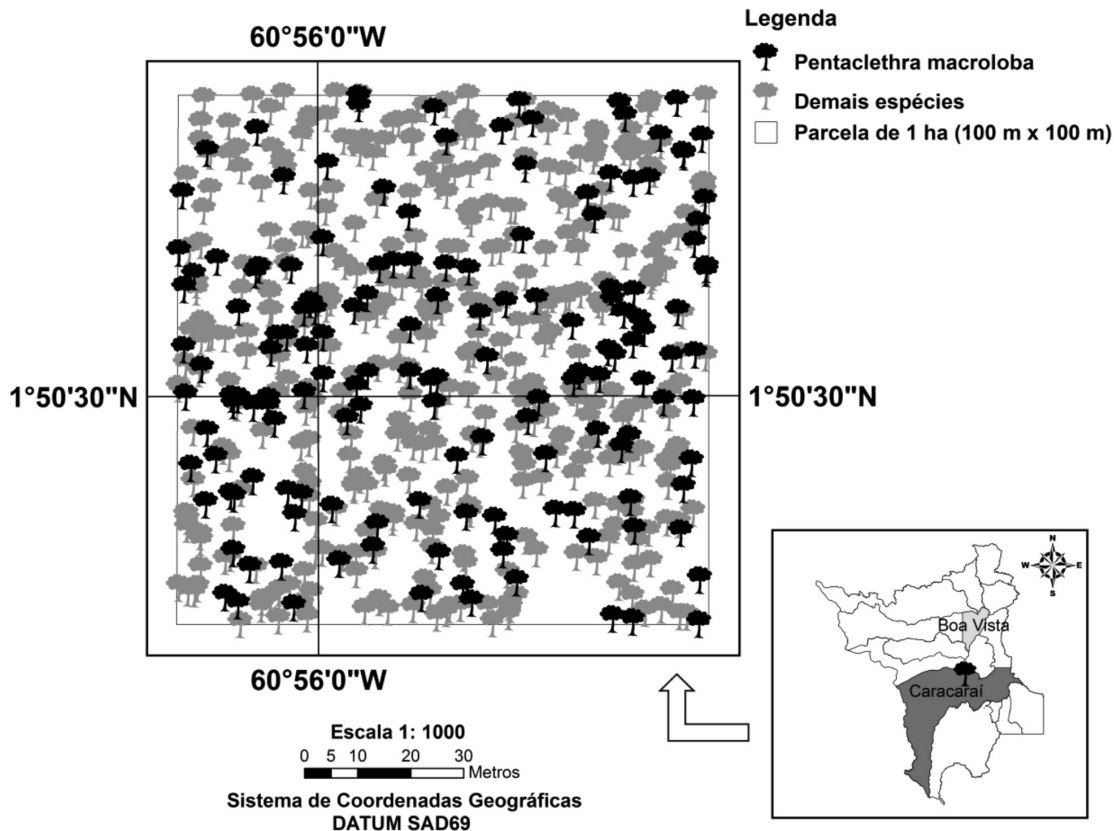 Legenda
60°56'0"W
Pentaclethra macroloba
Demais espécies
Parcela de 1 ha (100 m x 100 m)
1°50'30"N
1°50'30"N
60°56'0"W
Escala 1: 1000
0 5 10 20 30
Metros
Sistema de Coordenadas Geográficas
DATUM SAD69
N
W E
S
Boa Vista
Caracaraí